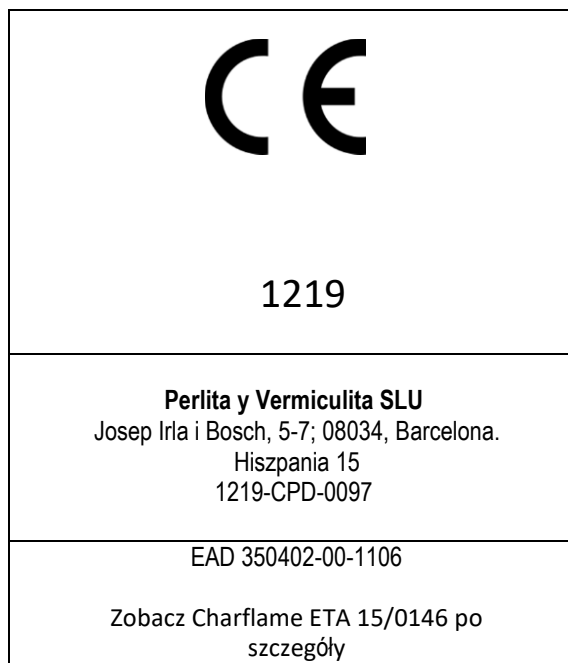 CE
1219
Perlita y Vermiculita SLU
Josep Irla i Bosch, 5-7; 08034, Barcelona.
Hiszpania 15
1219-CPD-0097
EAD 350402-00-1106
Zobacz Charflame ETA 15/0146 po
szczegóły